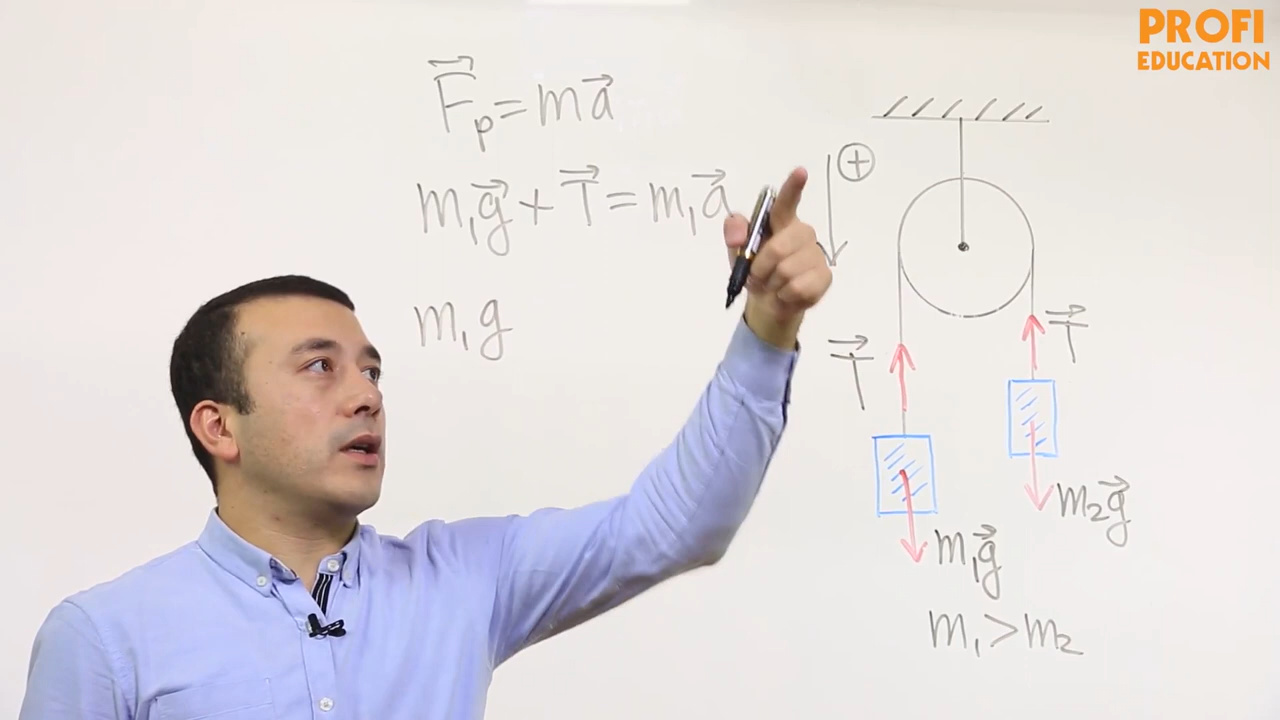 PROFI
EDUCATION
F⃗ₚ = ma⃗
m₁g⃗ + T⃗ = m₁a⃗
m₁g
⊕
T⃗
T⃗
m₂g⃗
m₁g⃗
m₁ > m₂